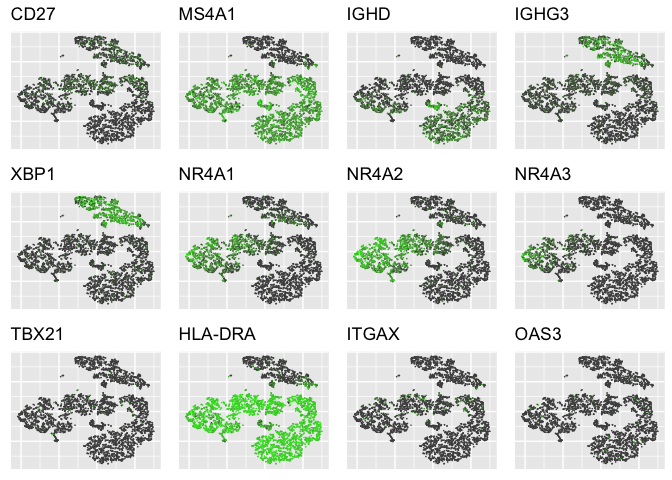 CD27 MS4A1 IGHD IGHG3
XBP1 NR4A1 NR4A2 NR4A3
TBX21 HLA-DRA ITGAX OAS3